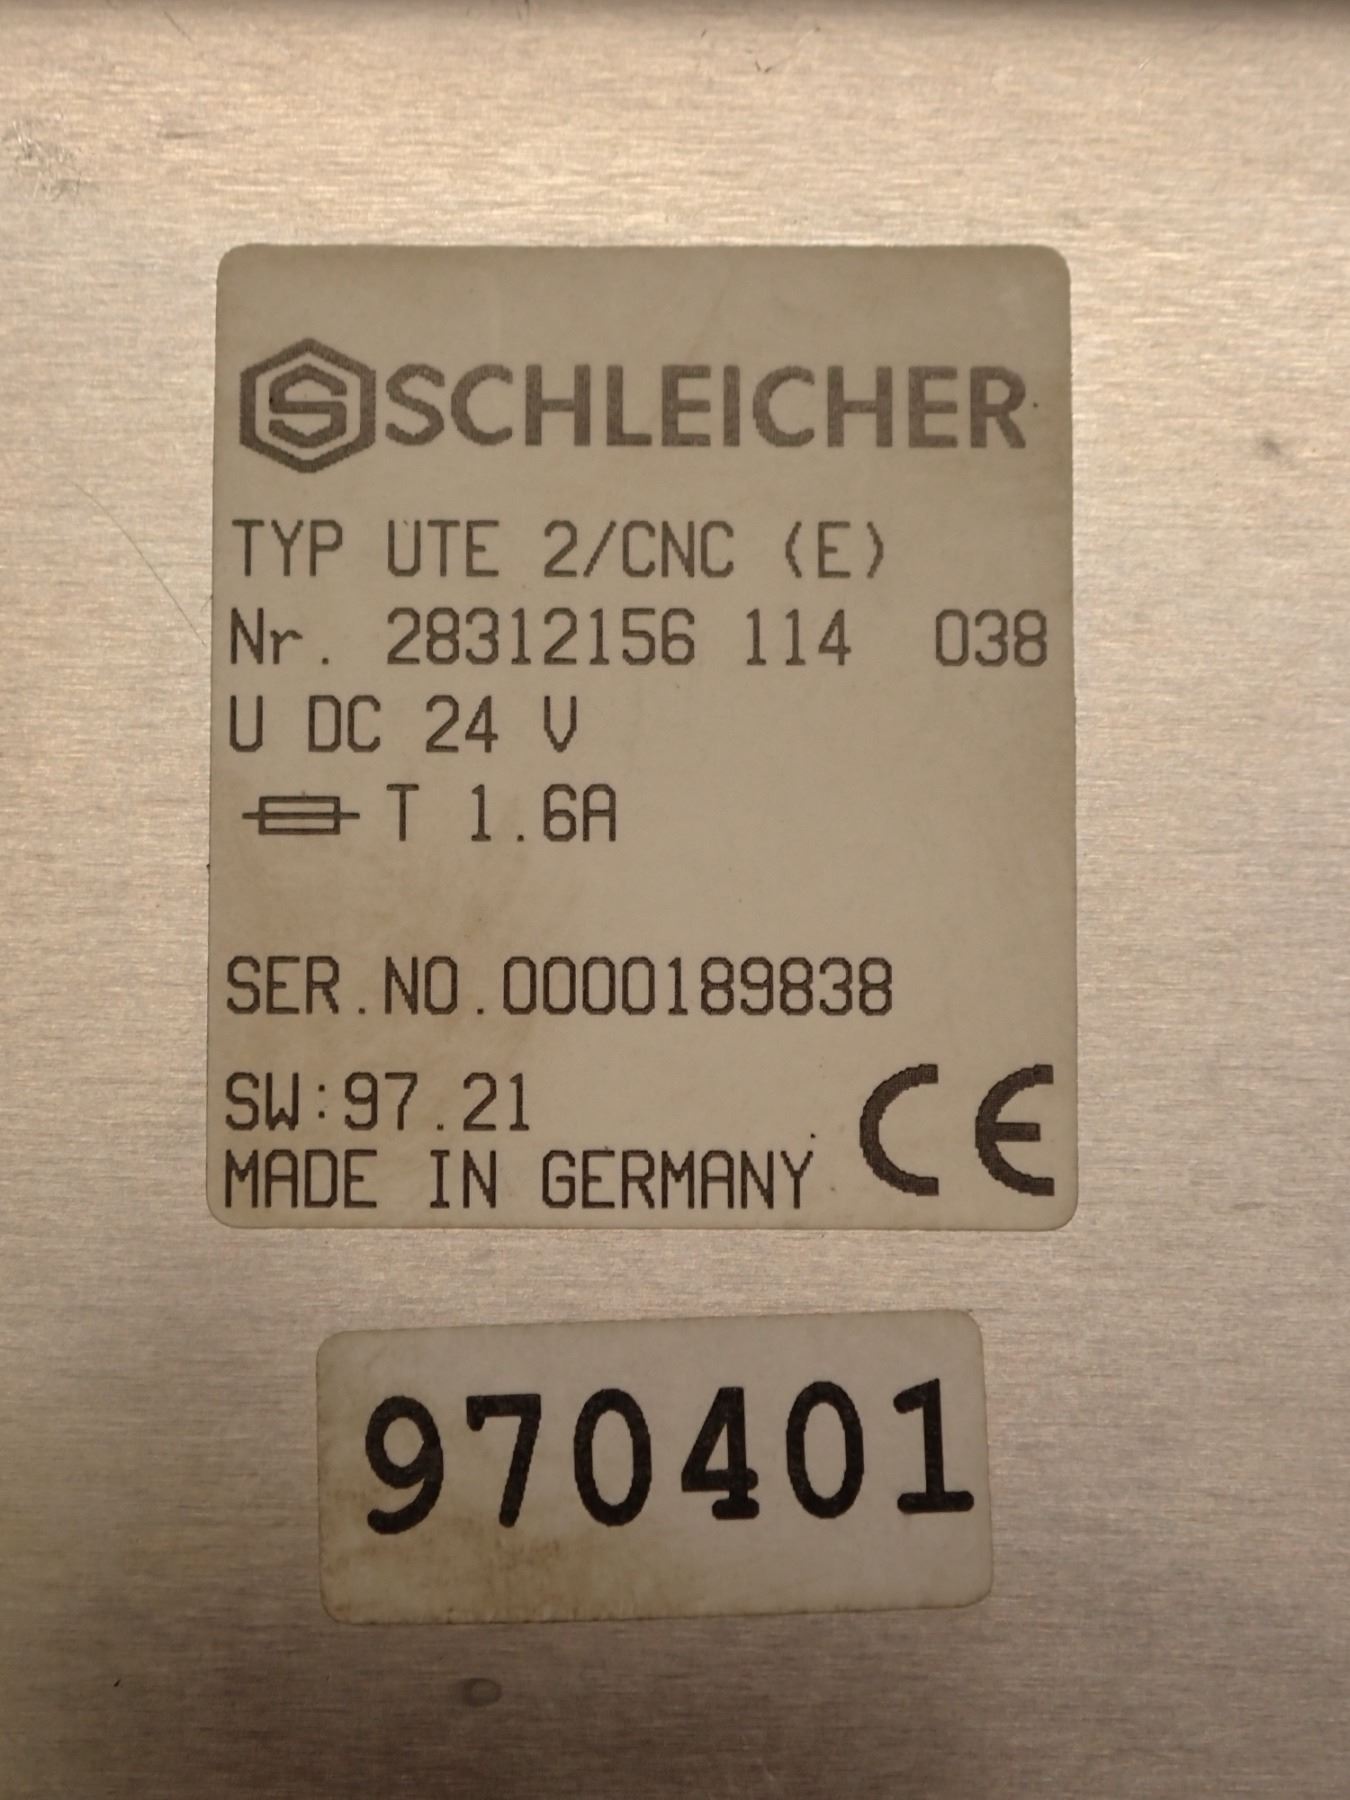 SCHLEICHER
TYP UTE 2/CNC (E)
Nr. 28312156 114 038
U DC 24 V
T 1.6A
SER.NO.0000189838
SW:97.21
MADE IN GERMANY CE
970401